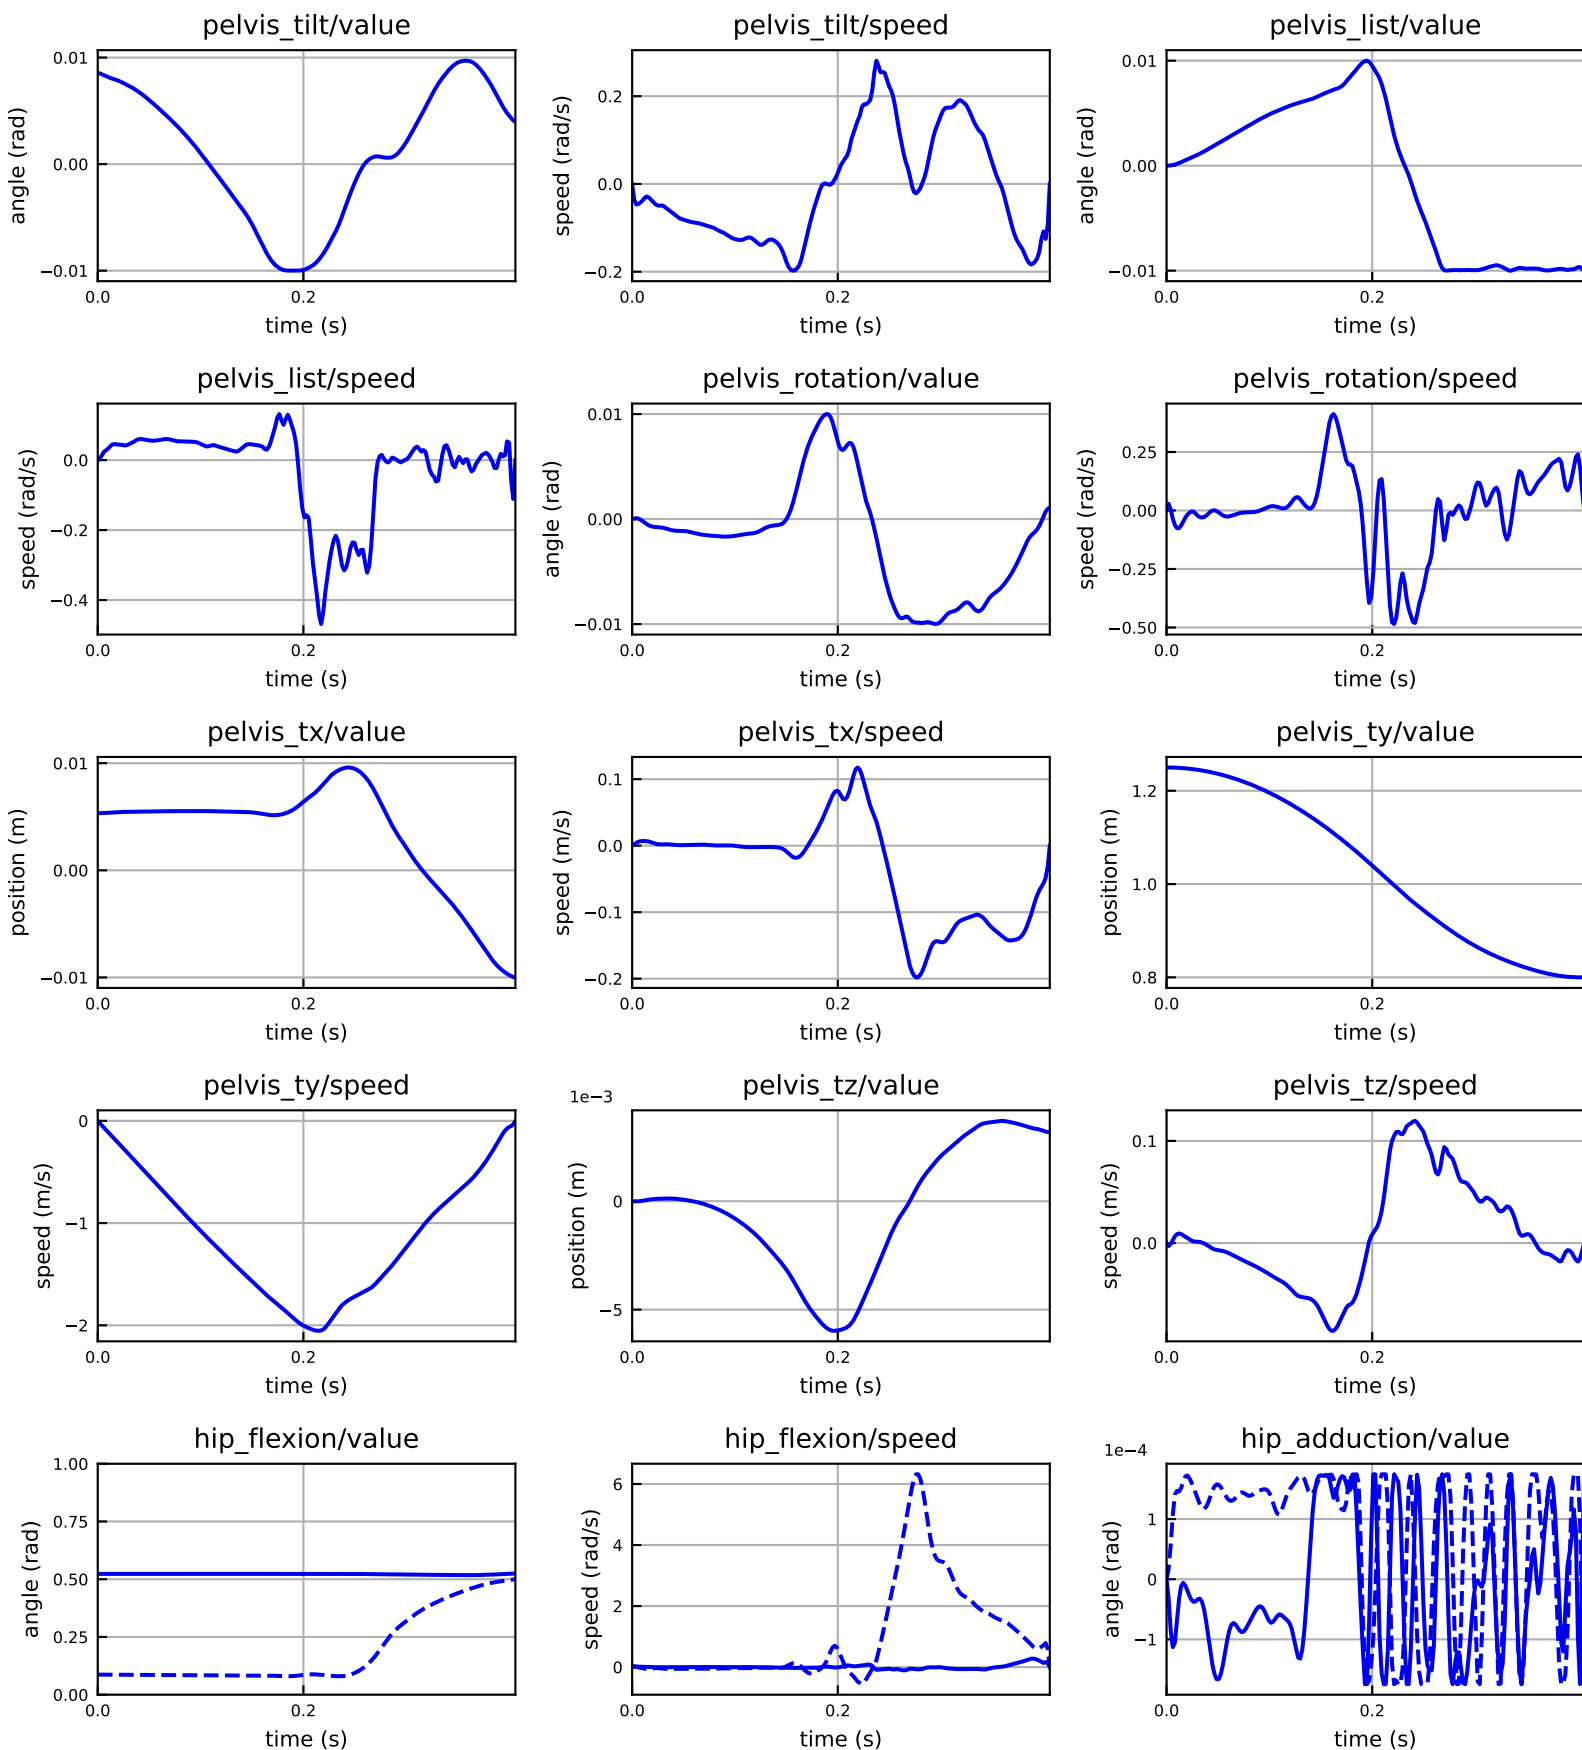 pelvis_tilt/value
angle (rad)
0.01
0.00
−0.01
0.0
0.2
time (s)
pelvis_tilt/speed
speed (rad/s)
0.2
0.0
−0.2
0.0
0.2
time (s)
pelvis_list/value
angle (rad)
0.01
0.00
−0.01
0.0
0.2
time (s)
pelvis_list/speed
speed (rad/s)
0.0
−0.2
−0.4
0.0
0.2
time (s)
pelvis_rotation/value
angle (rad)
0.01
0.00
−0.01
0.0
0.2
time (s)
pelvis_rotation/speed
speed (rad/s)
0.25
0.00
−0.25
−0.50
0.0
0.2
time (s)
pelvis_tx/value
position (m)
0.01
0.00
−0.01
0.0
0.2
time (s)
pelvis_tx/speed
speed (m/s)
0.1
0.0
−0.1
−0.2
0.0
0.2
time (s)
pelvis_ty/value
position (m)
1.2
1.0
0.8
0.0
0.2
time (s)
pelvis_ty/speed
speed (m/s)
0
−1
−2
0.0
0.2
time (s)
pelvis_tz/value
1e−3
position (m)
0
−5
0.0
0.2
time (s)
pelvis_tz/speed
speed (m/s)
0.1
0.0
0.0
0.2
time (s)
hip_flexion/value
angle (rad)
1.00
0.75
0.50
0.25
0.00
0.0
0.2
time (s)
hip_flexion/speed
speed (rad/s)
6
4
2
0
0.0
0.2
time (s)
hip_adduction/value
1e−4
angle (rad)
1
0
−1
0.0
0.2
time (s)